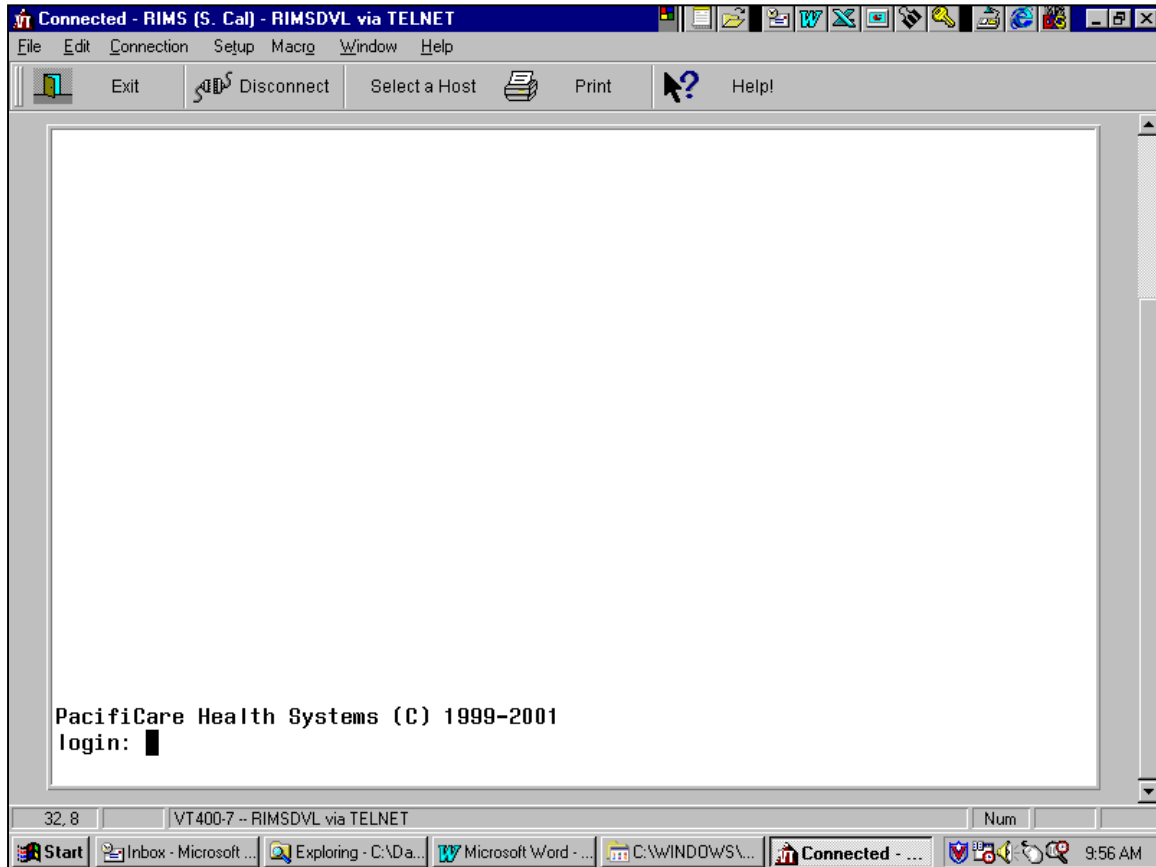 Connected - RIMS (S. Cal) - RIMSDVL via TELNET
File Edit Connection Setup Macro Window Help
Exit Disconnect Select a Host Print Help!
PacifiCare Health Systems (C) 1999-2001
login:
32, 8 VT400-7 -- RIMSDVL via TELNET Num
Start Inbox - Microsoft ... Exploring - C:\Da... Microsoft Word - ... C:\WINDOWS\... Connected - ... 9:56 AM